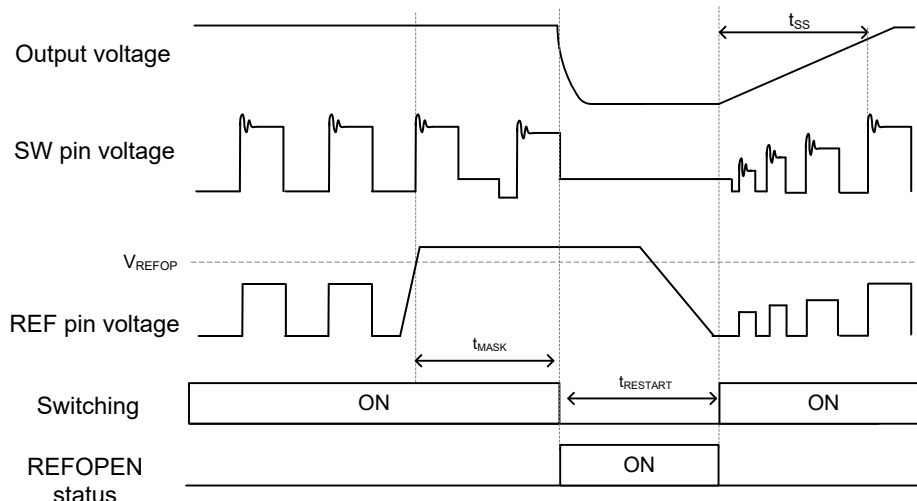 tSS
Output voltage
SW pin voltage
VREFOP
REF pin voltage
tMASK
tRESTART
Switching
ON
ON
REFOPEN
status
ON